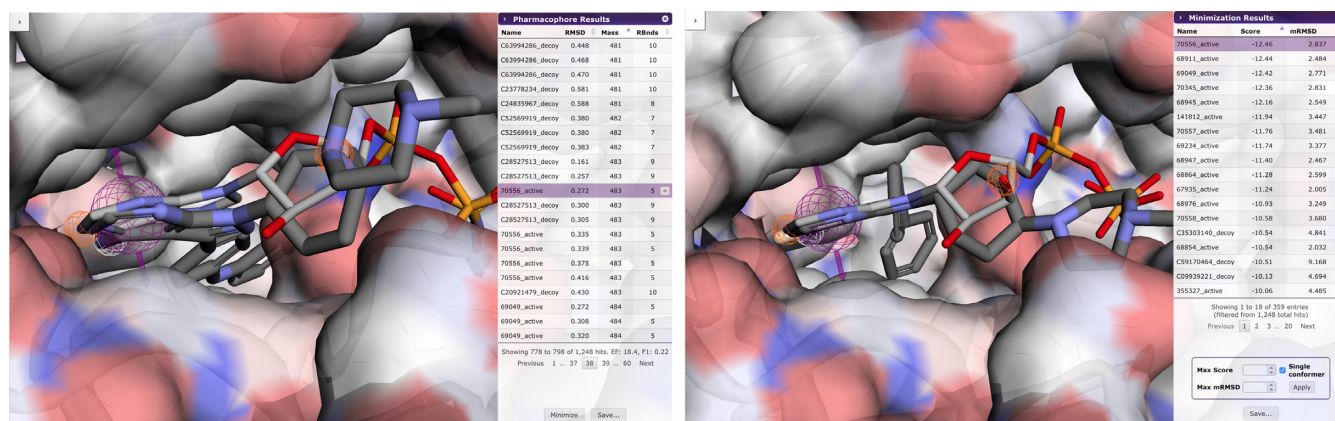 › Pharmacophore Results
Name RMSD Mass RBnds
C63994286_decoy 0.448 481 10
C63994286_decoy 0.468 481 10
C63994286_decoy 0.470 481 10
C23778234_decoy 0.581 481 10
C24835967_decoy 0.588 481 8
C52569919_decoy 0.380 482 7
C52569919_decoy 0.380 482 7
C52569919_decoy 0.383 482 7
C28527513_decoy 0.161 483 9
C28527513_decoy 0.257 483 9
70556_active 0.272 483 5
C28527513_decoy 0.300 483 9
C28527513_decoy 0.305 483 9
70556_active 0.335 483 5
70556_active 0.339 483 5
70556_active 0.375 483 5
70556_active 0.416 483 5
C20921479_decoy 0.430 483 10
69049_active 0.272 484 5
69049_active 0.308 484 5
69049_active 0.320 484 5
Showing 778 to 798 of 1,248 hits. EF: 18.4, F1: 0.22
Previous 1 ... 37 38 39 ... 60 Next
Minimize Save...
› Minimization Results
Name Score mRMSD
70556_active -12.46 2.837
68911_active -12.44 2.484
69049_active -12.42 2.771
70345_active -12.36 2.831
68945_active -12.16 2.549
141812_active -11.94 3.447
70557_active -11.76 3.481
69234_active -11.74 3.377
68947_active -11.40 2.467
68864_active -11.28 2.599
67935_active -11.24 2.005
68976_active -10.93 3.249
70558_active -10.58 3.680
C35303140_decoy -10.54 4.841
68854_active -10.54 2.032
C59170464_decoy -10.51 9.168
C09939221_decoy -10.13 4.694
355327_active -10.06 4.485
Showing 1 to 18 of 359 entries
(filtered from 1,248 total hits)
Previous 1 2 3 ... 20 Next
Max Score Single conformer
Max mRMSD Apply
Save...